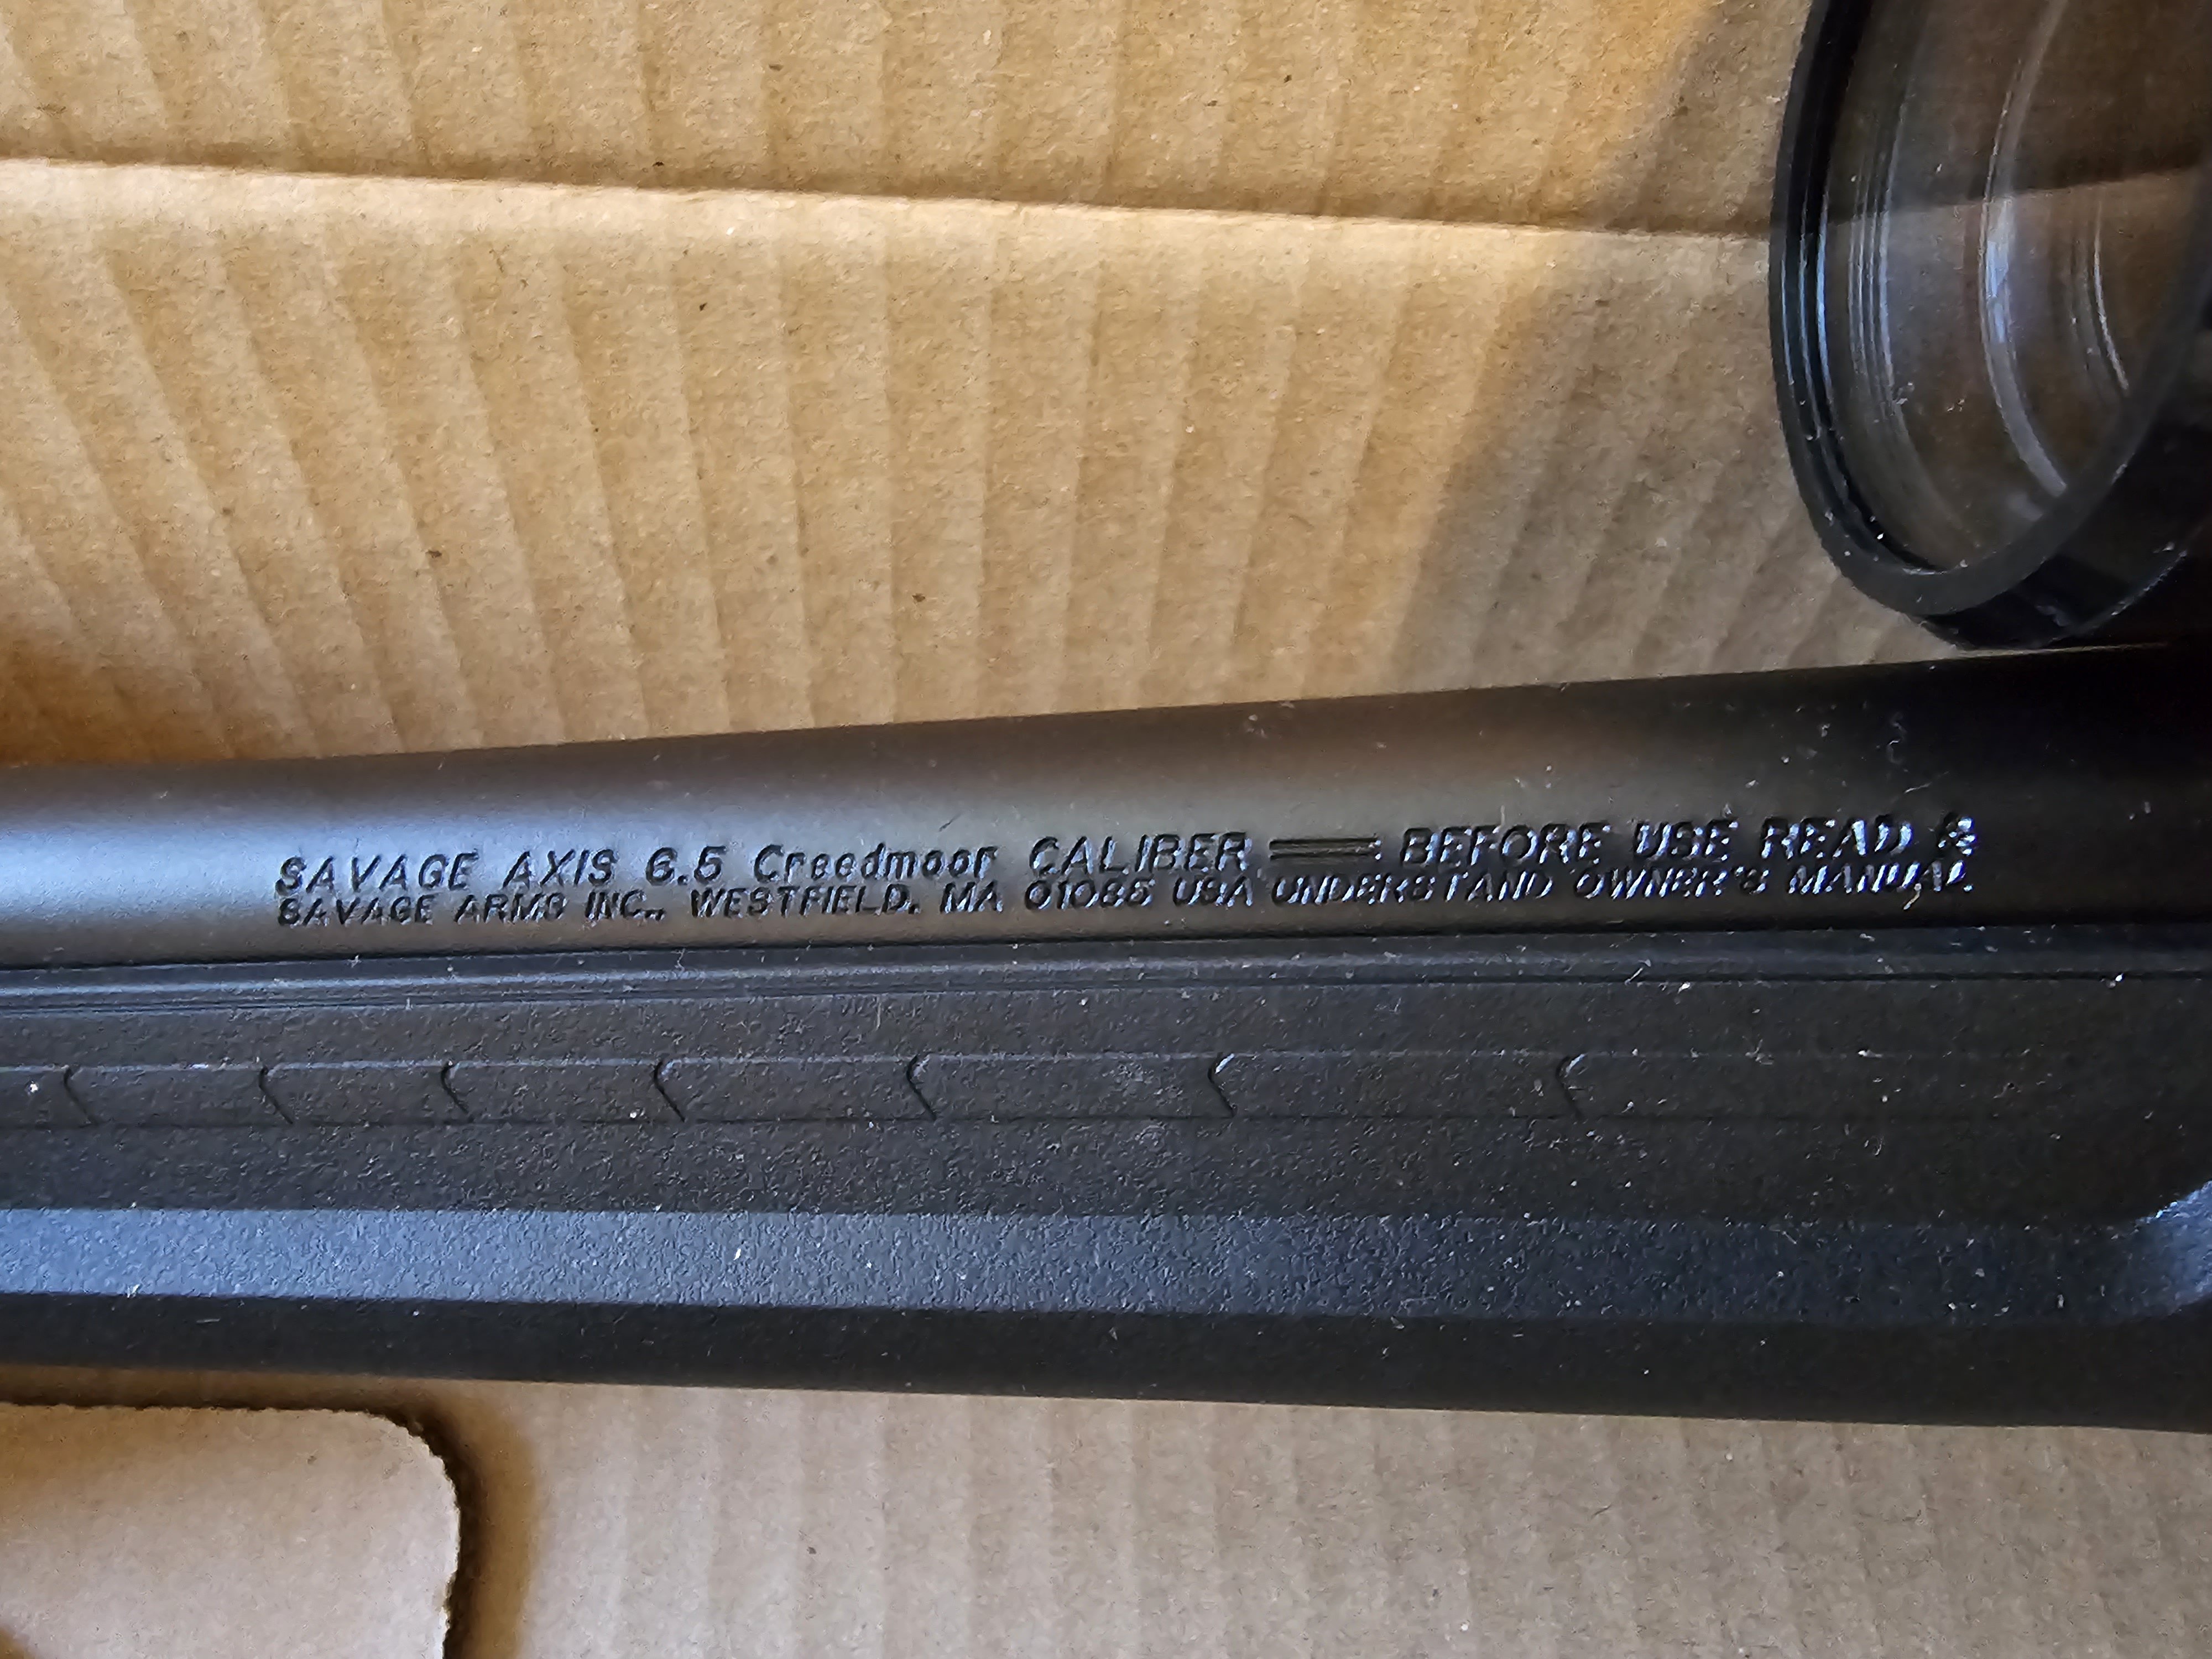 SAVAGE AXIS 6.5 Creedmoor CALIBER BEFORE USE READ &
SAVAGE ARMS INC., WESTFIELD, MA 01085 USA UNDERSTAND OWNER'S MANUAL